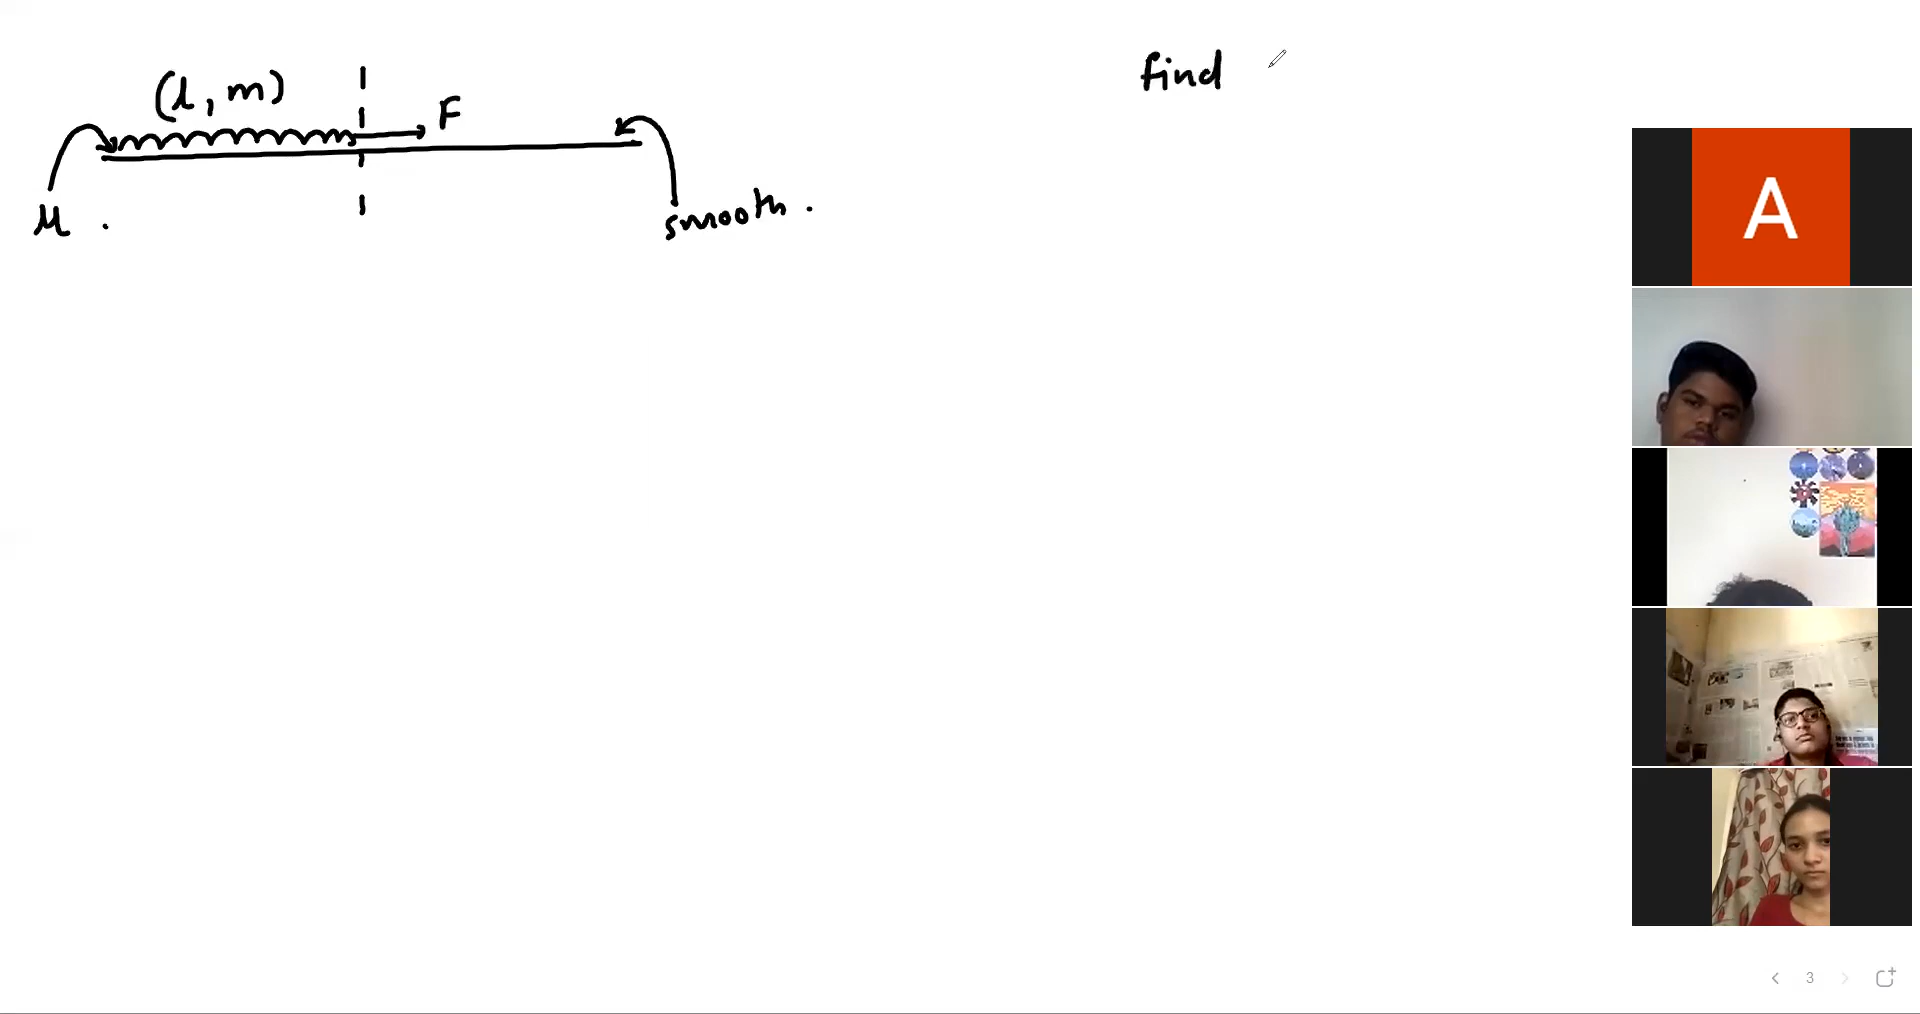 find
(l, m)
F
μ .
smooth .
A
3